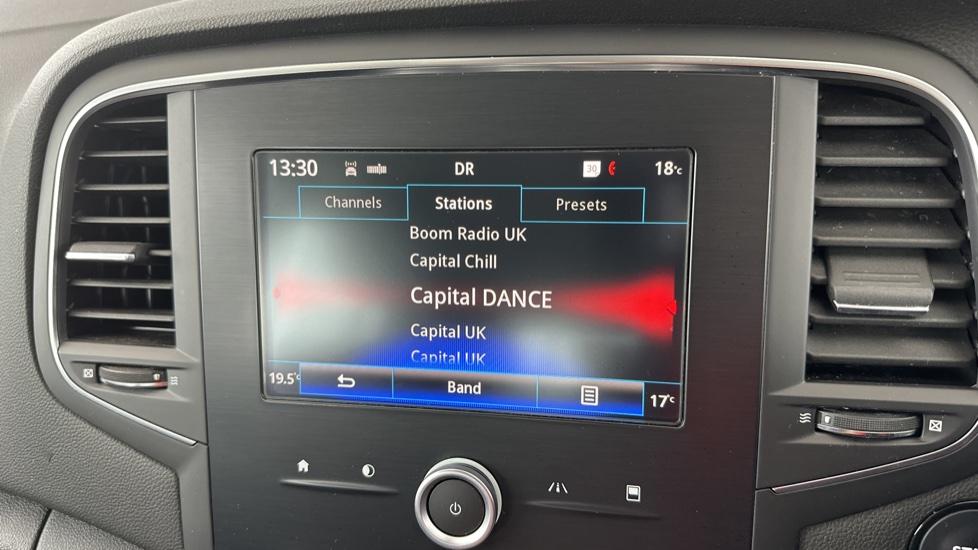 13:30 DR 30 18°c
Channels Stations Presets
Boom Radio UK
Capital Chill
Capital DANCE
Capital UK
Capital UK
19.5°c Band 17°c